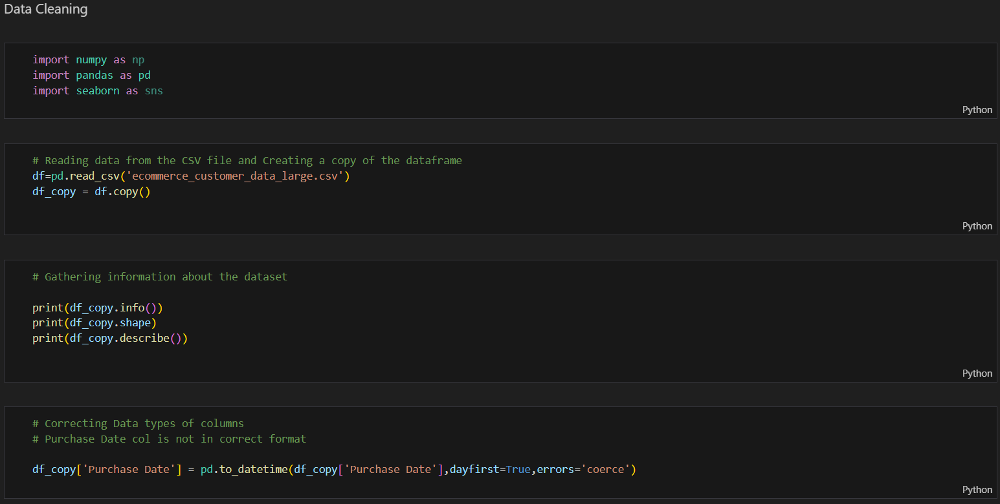 Data Cleaning
import numpy as np
import pandas as pd
import seaborn as sns
Python
# Reading data from the CSV file and Creating a copy of the dataframe
df=pd.read_csv('ecommerce_customer_data_large.csv')
df_copy = df.copy()
Python
# Gathering information about the dataset
print(df_copy.info())
print(df_copy.shape)
print(df_copy.describe())
Python
# Correcting Data types of columns
# Purchase Date col is not in correct format
df_copy['Purchase Date'] = pd.to_datetime(df_copy['Purchase Date'],dayfirst=True,errors='coerce')
Python